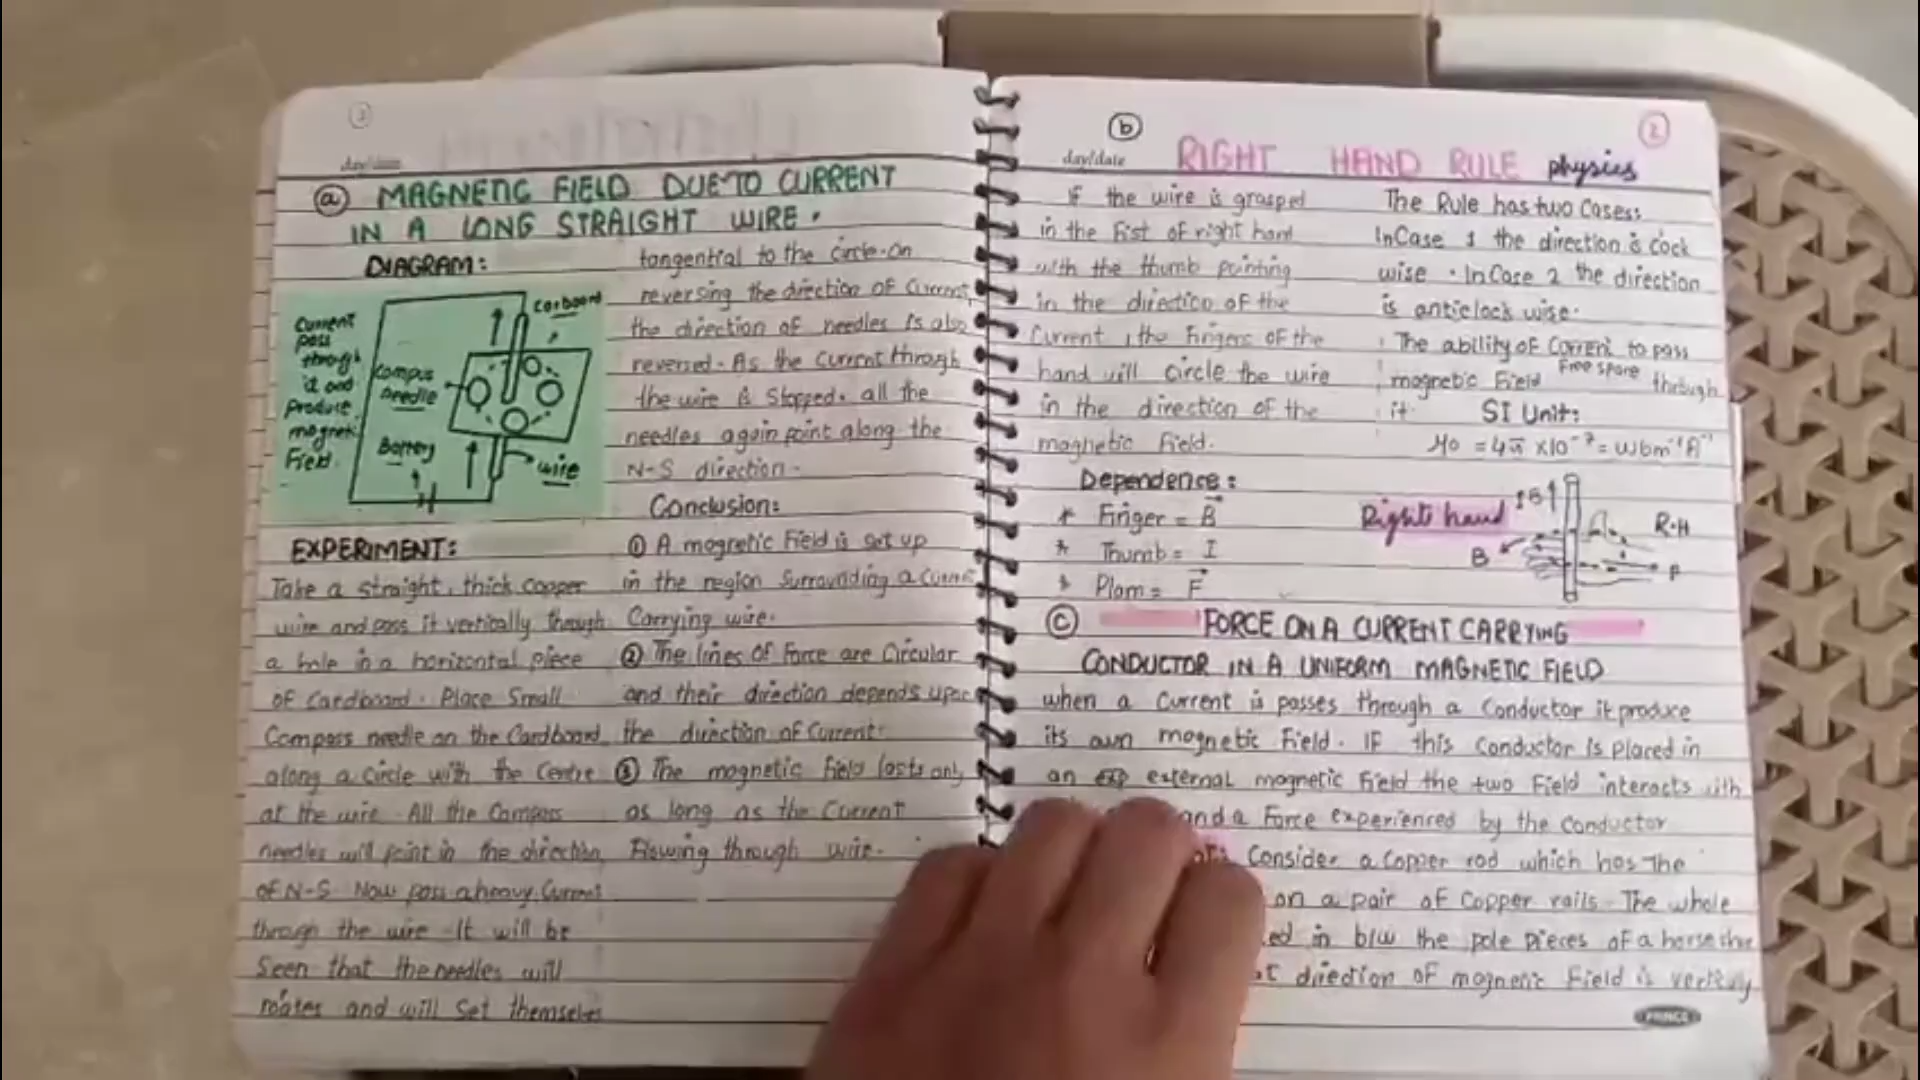 3
day/date
(a) MAGNETIC FIELD DUE TO CURRENT
IN A LONG STRAIGHT WIRE.
DIAGRAM:
Current
pass
through
it and
produce
magnetic
Field.
Carboard
Compus
needle
Battery
wire
EXPERIMENT:
Take a straight, thick copper
wire and pass it vertically through
a hole in a horizontal piece
of Cardboard. Place Small
Compass needle on the Cardboard
along a circle with the Centre
at the wire. All the Compass
needles will point in the direction
of N-S Now pass a heavy Current
through the wire. It will be
Seen that the needles will
rotates and will Set themselves
tangential to the circle. On
reversing the direction of Current,
the direction of needles is also
reversed. As the Current through
the wire is Stopped. all the
needles again point along the
N-S direction.
Conclusion:
① A magnetic Field is set up
in the region Surrounding a Current
Carrying wire.
② The lines of Force are Circular
and their direction depends upon
the direction of Current.
③ The magnetic Field lasts only
as long as the Current
Flowing through wire.
(b)
2
day/date
RIGHT HAND RULE physics
If the wire is grasped
in the Fist of right hand
with the thumb pointing
in the directico of the
Current, the Fingers of the
hand will circle the wire
in the direction of the
magnetic Field.
The Rule has two Cases:
In Case 1 the direction is Cock
wise. In Case 2 the direction
is anticlock wise.
The ability of Current to pass
magnetic Field Free space through
it. SI Unit:
μ0 = 4π ×10⁻⁷ = wbm⁻¹A⁻¹
Dependence:
* Finger = B⃗
* Thumb = I
* Plam = F⃗
Right hand
B
R.H
F
(c) FORCE ON A CURRENT CARRYING
CONDUCTOR IN A UNIFORM MAGNETIC FIELD
when a Current is passes through a Conductor it produce
its own magnetic Field. IF this Conductor is placed in
an external magnetic Field the two Field interacts with
and a Force experienced by the Conductor
Consider a Copper rod which has the
on a pair of Copper rails. The whole
ed in b/w the pole pieces of a horse shoe
direction of magnetic Field is vertically
PRINCE